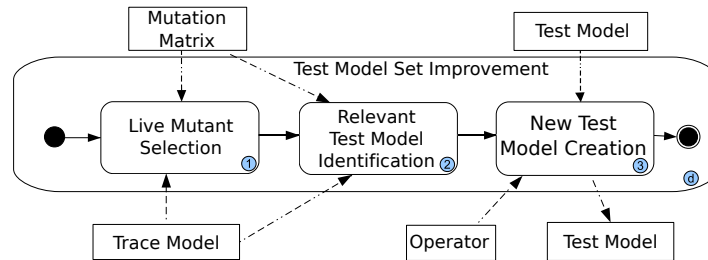 Mutation
Matrix
Test Model
Test Model Set Improvement
Live Mutant
Selection
1
Relevant
Test Model
Identification
2
New Test
Model Creation
3
d
Trace Model
Operator
Test Model